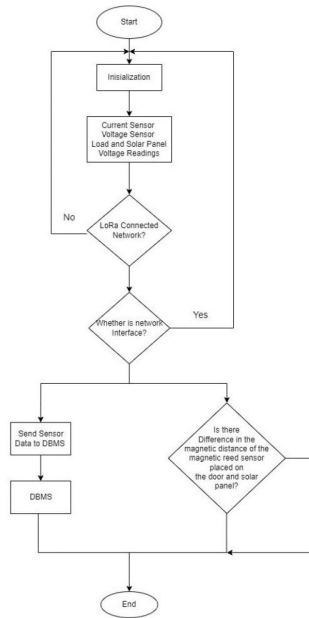 Start
Inisialization
Current Sensor
Voltage Sensor
Load and Solar Panel
Voltage Readings
No
LoRa Connected
Network?
Yes
Whether is network
Interface?
Send Sensor
Data to DBMS
Is there
Difference in the
magnetic distance of the
magnetic reed sensor
placed on
the door and solar
panel?
DBMS
End